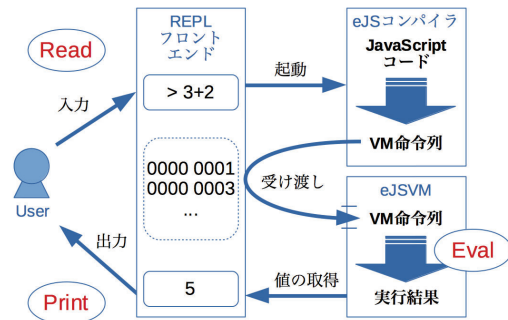 REPL
フロント
エンド
eJSコンパイラ
Read
JavaScript
コード
起動
> 3+2
入力
VM命令列
0000 0001
0000 0003
...
受け渡し
eJSVM
User
VM命令列
出力
Eval
値の取得
5
実行結果
Print